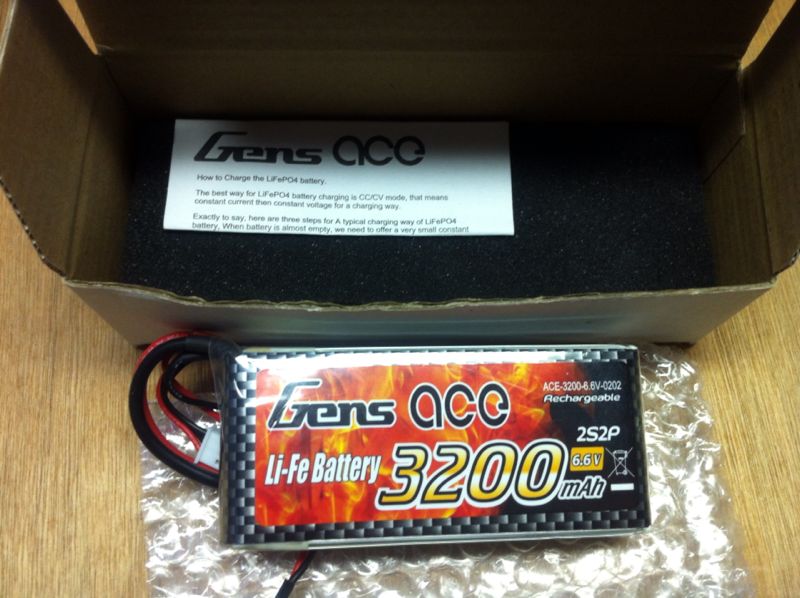 Gens ace
How to Charge the LiFePO4 battery.
The best way for LiFePO4 battery charging is CC/CV mode, that means
constant current then constant voltage for a charging way.
Exactly to say, here are three steps for A typical charging way of LiFePO4
battery, When battery is almost empty, we need to offer a very small constant
Gens ace
ACE-3200-6.6V-0202
Rechargeable
2S2P
Li-Fe Battery
3200mAh
6.6V